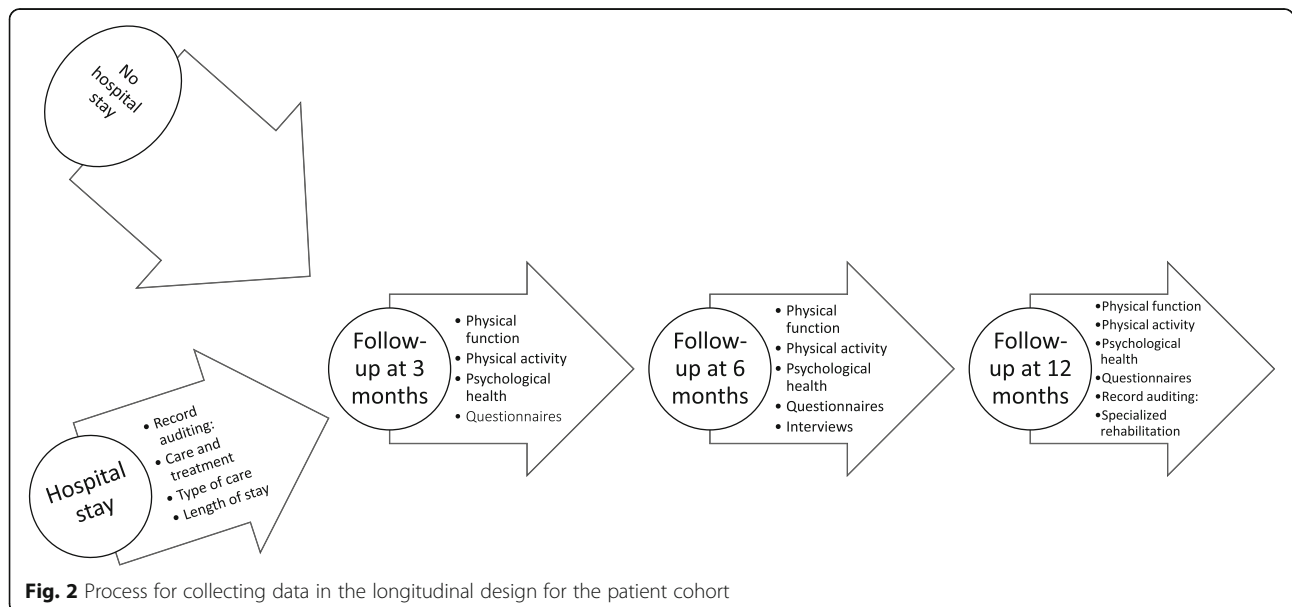 No
hospital
stay
Hospital
stay
• Record
auditing:
• Care and
treatment
• Type of care
• Length of stay
Follow-
up at 3
months
• Physical
function
• Physical activity
• Psychological
health
• Questionnaires
Follow-
up at 6
months
• Physical
function
• Physical activity
• Psychological
health
• Questionnaires
• Interviews
Follow-
up at 12
months
•Physical function
•Physical activity
•Psychological
health
•Questionnaires
•Record auditing:
•Specialized
rehabilitation
Fig. 2 Process for collecting data in the longitudinal design for the patient cohort